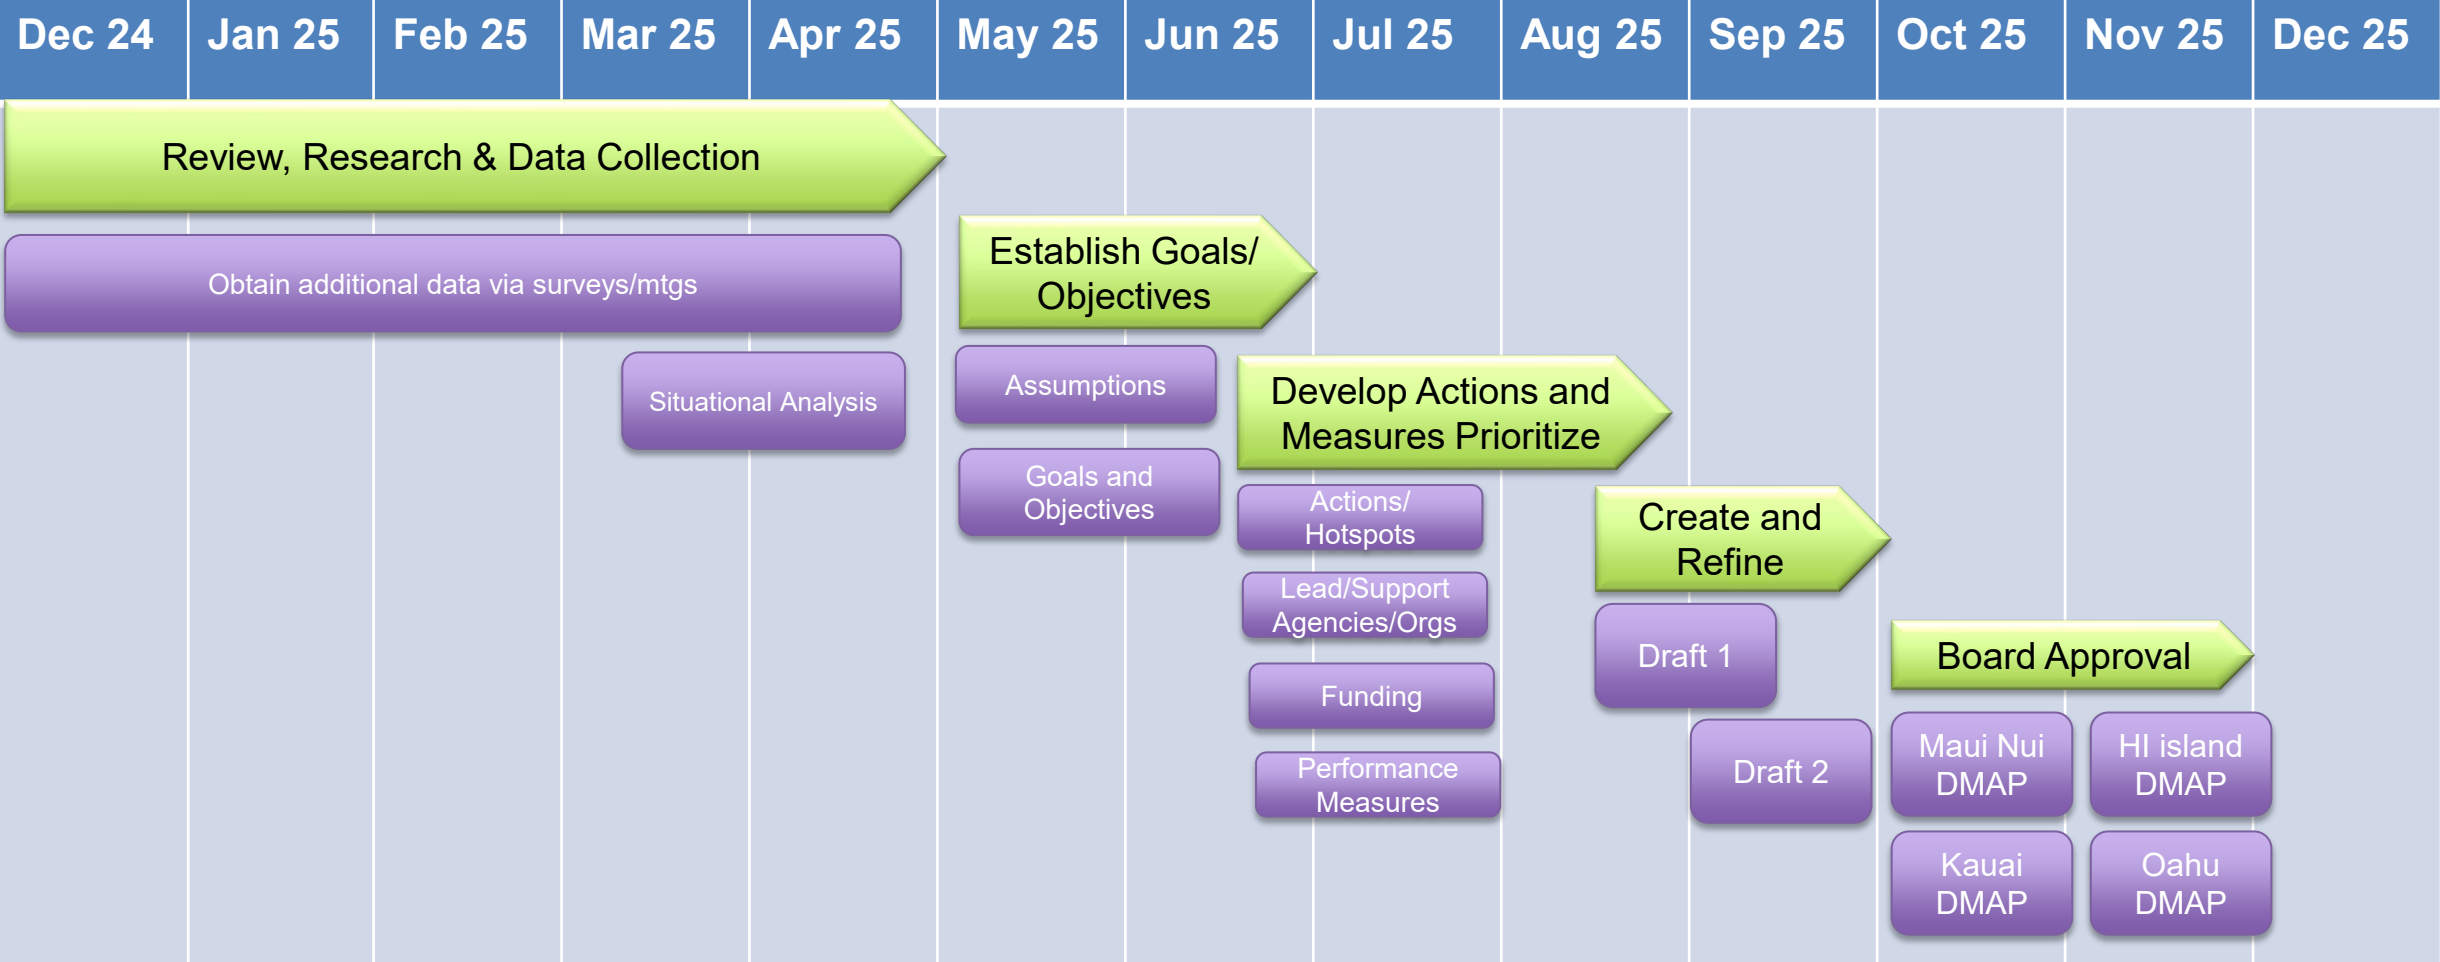 Dec 24
Jan 25
Feb 25
Mar 25
Apr 25
May 25
Jun 25
Jul 25
Aug 25
Sep 25
Oct 25
Nov 25
Dec 25
Review, Research & Data Collection
Obtain additional data via surveys/mtgs
Situational Analysis
Establish Goals/
Objectives
Assumptions
Goals and
Objectives
Develop Actions and
Measures Prioritize
Actions/
Hotspots
Lead/Support
Agencies/Orgs
Funding
Performance
Measures
Create and
Refine
Draft 1
Draft 2
Board Approval
Maui Nui
DMAP
HI island
DMAP
Kauai
DMAP
Oahu
DMAP